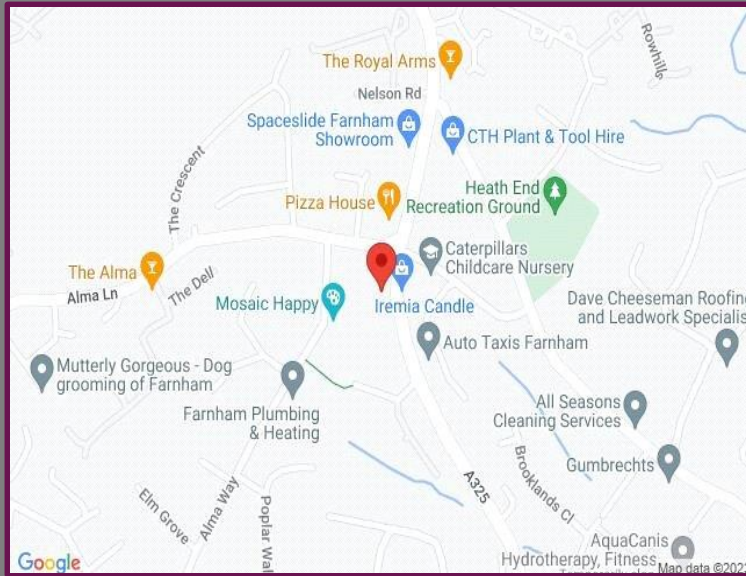 Rowhills
The Royal Arms
Nelson Rd
Spaceslide Farnham
Showroom
CTH Plant & Tool Hire
The Crescent
Heath End
Recreation Ground
Pizza House
Caterpillars
Childcare Nursery
The Alma
Alma Ln
The Dell
Mosaic Happy
Iremia Candle
Dave Cheeseman Roofing
and Leadwork Specialis
Auto Taxis Farnham
Mutterly Gorgeous - Dog
grooming of Farnham
Farnham Plumbing
& Heating
All Seasons
Cleaning Services
Gumbrechts
Brooklands Cl
A325
Elm Grove
Alma Way
Poplar Wal
AquaCanis
Hydrotherapy, Fitness
Google
Map data ©202